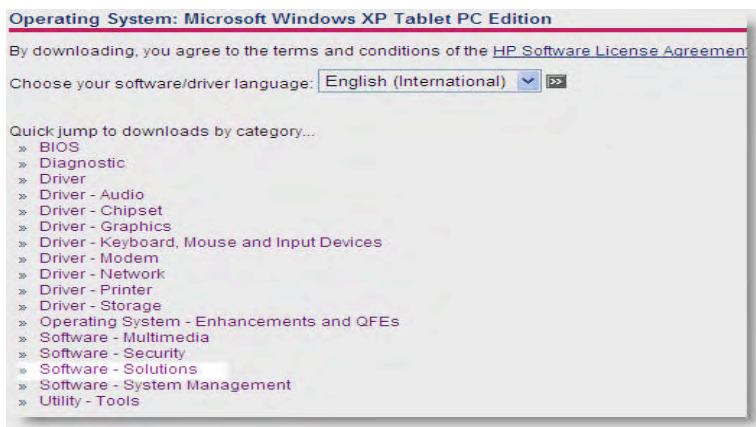 Operating System: Microsoft Windows XP Tablet PC Edition
By downloading, you agree to the terms and conditions of the HP Software License Agreement
Choose your software/driver language: English (International) »
Quick jump to downloads by category...
» BIOS
» Diagnostic
» Driver
» Driver - Audio
» Driver - Chipset
» Driver - Graphics
» Driver - Keyboard, Mouse and Input Devices
» Driver - Modem
» Driver - Network
» Driver - Printer
» Driver - Storage
» Operating System - Enhancements and QFEs
» Software - Multimedia
» Software - Security
» Software - Solutions
» Software - System Management
» Utility - Tools